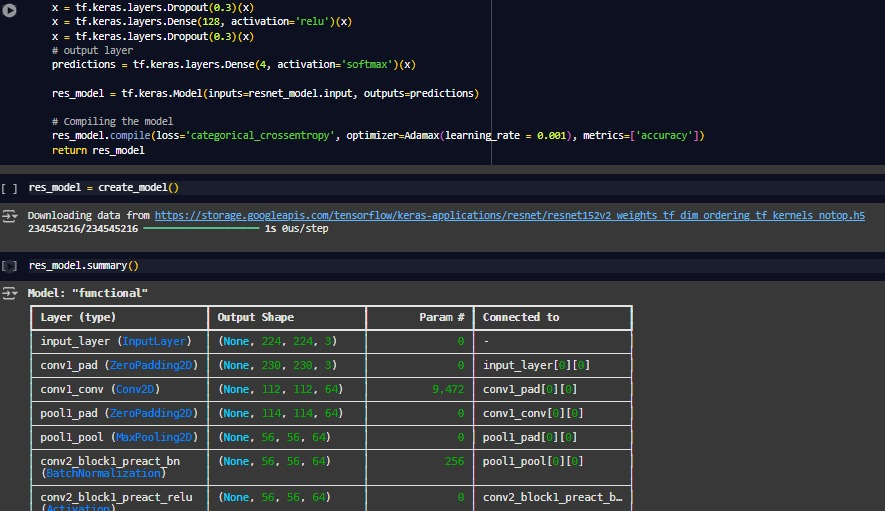 x = tf.keras.layers.Dropout(0.3)(x)
x = tf.keras.layers.Dense(128, activation='relu')(x)
x = tf.keras.layers.Dropout(0.3)(x)
# output layer
predictions = tf.keras.layers.Dense(4, activation='softmax')(x)
res_model = tf.keras.Model(inputs=resnet_model.input, outputs=predictions)
# Compiling the model
res_model.compile(loss='categorical_crossentropy', optimizer=Adamax(learning_rate = 0.001), metrics=['accuracy'])
return res_model
[ ] res_model = create_model()
Downloading data from https://storage.googleapis.com/tensorflow/keras-applications/resnet/resnet152v2_weights_tf_dim_ordering_tf_kernels_notop.h5
234545216/234545216 ━━━━━━━━━━━━━━━━━━━━ 1s 0us/step
res_model.summary()
Model: "functional"
Layer (type) Output Shape Param # Connected to
input_layer (InputLayer) (None, 224, 224, 3) 0 -
conv1_pad (ZeroPadding2D) (None, 230, 230, 3) 0 input_layer[0][0]
conv1_conv (Conv2D) (None, 112, 112, 64) 9,472 conv1_pad[0][0]
pool1_pad (ZeroPadding2D) (None, 114, 114, 64) 0 conv1_conv[0][0]
pool1_pool (MaxPooling2D) (None, 56, 56, 64) 0 pool1_pad[0][0]
conv2_block1_preact_bn (None, 56, 56, 64) 256 pool1_pool[0][0]
(BatchNormalization)
conv2_block1_preact_relu (None, 56, 56, 64) 0 conv2_block1_preact_b…
(Activation)